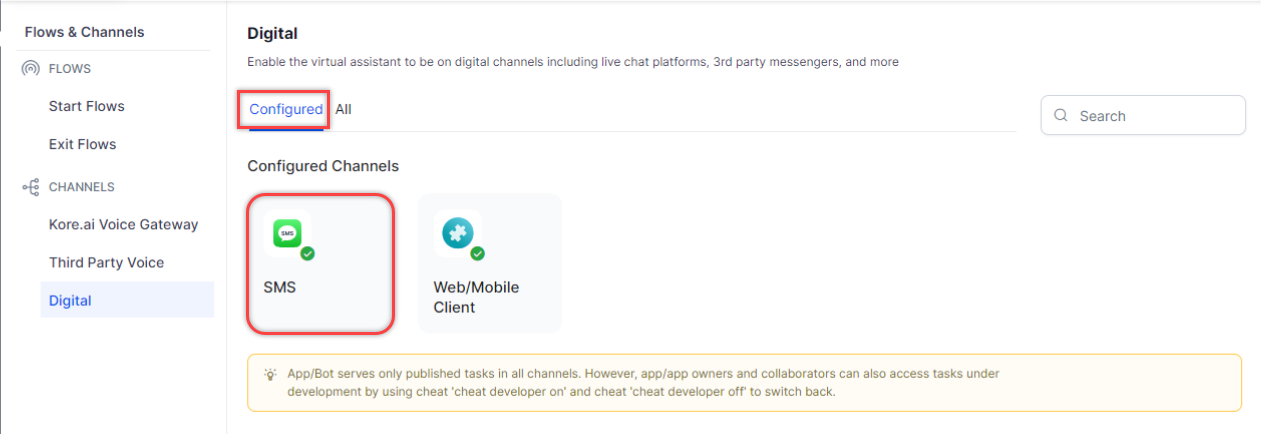 Flows & Channels
FLOWS
Start Flows
Exit Flows
CHANNELS
Kore.ai Voice Gateway
Third Party Voice
Digital
Digital
Enable the virtual assistant to be on digital channels including live chat platforms, 3rd party messengers, and more
Configured All
Search
Configured Channels
SMS
SMS
Web/Mobile
Client
App/Bot serves only published tasks in all channels. However, app/app owners and collaborators can also access tasks under
development by using cheat 'cheat developer on' and cheat 'cheat developer off' to switch back.